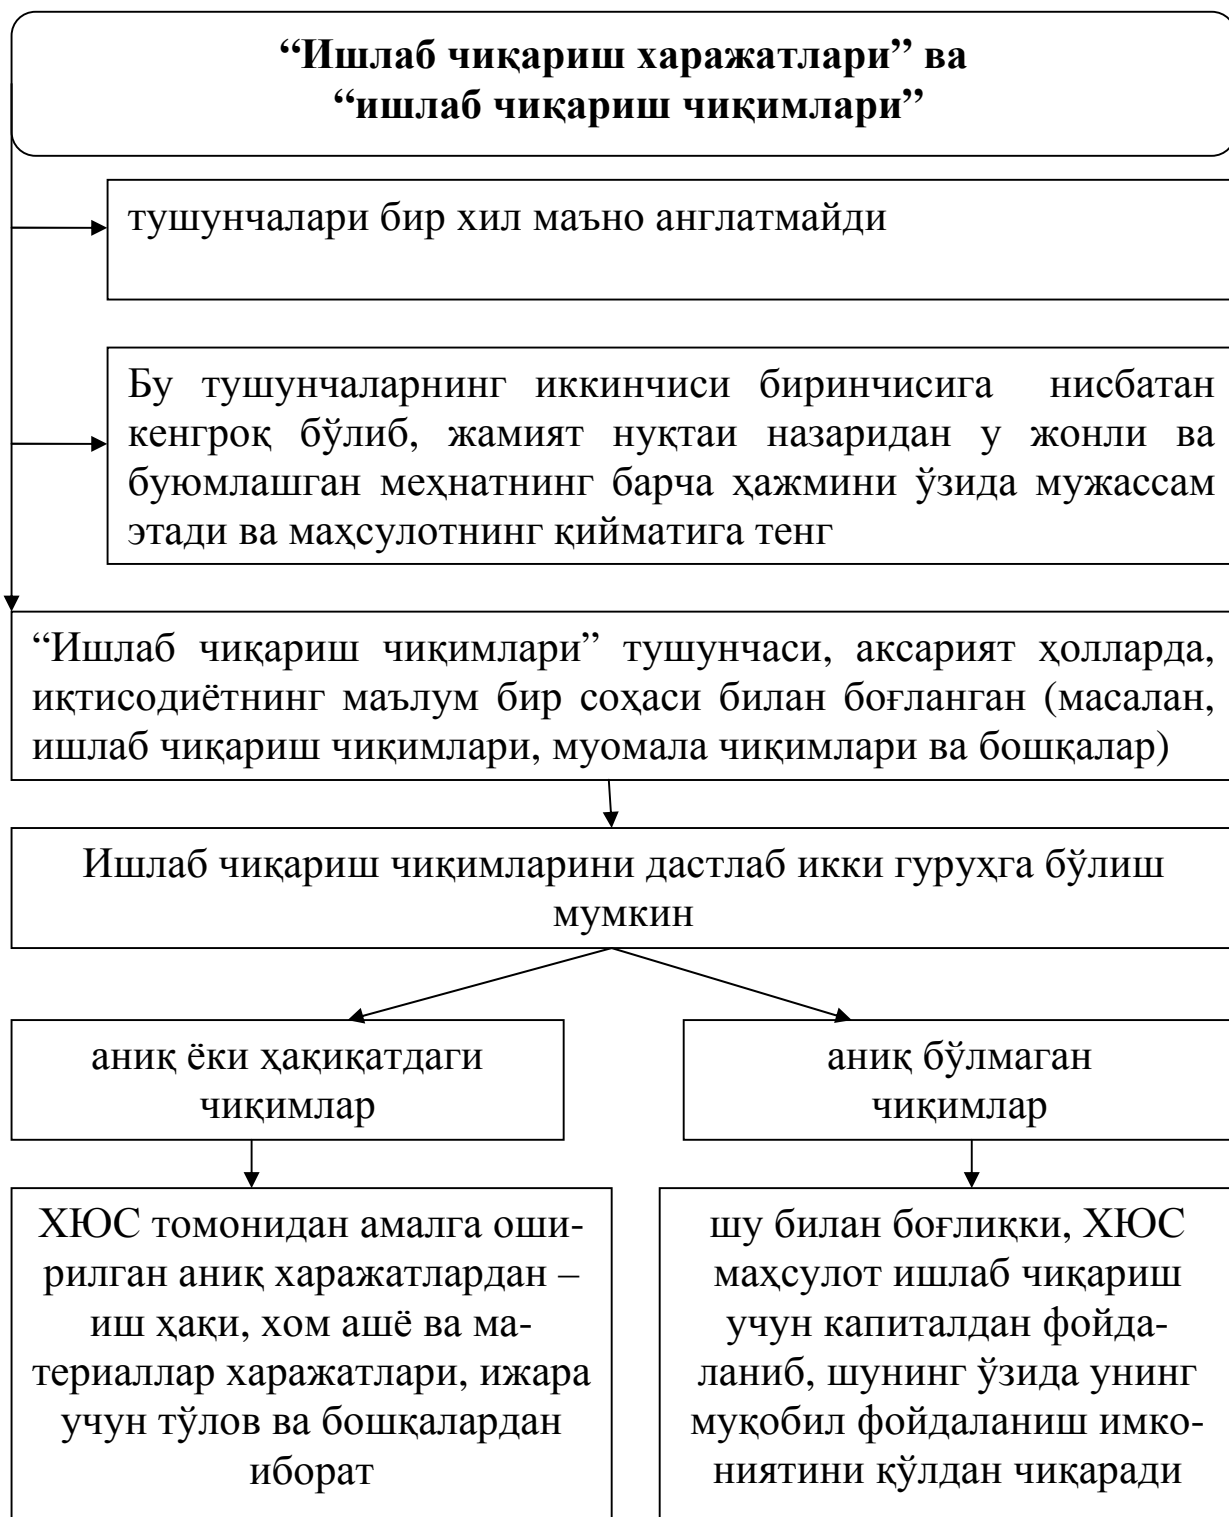 “Ишлаб чиқариш харажатлари” ва
“ишлаб чиқариш чиқимлари”
тушунчалари бир хил маъно англатмайди
Бу тушунчаларнинг иккинчиси биринчисига нисбатан
кенгроқ бўлиб, жамият нуқтаи назаридан у жонли ва
буюмлашган меҳнатнинг барча ҳажмини ўзида мужассам
этади ва маҳсулотнинг қийматига тенг
“Ишлаб чиқариш чиқимлари” тушунчаси, аксарият ҳолларда,
иқтисодиётнинг маълум бир соҳаси билан боғланган (масалан,
ишлаб чиқариш чиқимлари, муомала чиқимлари ва бошқалар)
Ишлаб чиқариш чиқимларини дастлаб икки гуруҳга бўлиш
мумкин
аниқ ёки ҳақиқатдаги
чиқимлар
аниқ бўлмаган
чиқимлар
ХЮС томонидан амалга оши-
рилган аниқ харажатлардан –
иш ҳақи, хом ашё ва ма-
териаллар харажатлари, ижара
учун тўлов ва бошқалардан
иборат
шу билан боғлиқки, ХЮС
маҳсулот ишлаб чиқариш
учун капиталдан фойда-
ланиб, шунинг ўзида унинг
муқобил фойдаланиш имко-
ниятини қўлдан чиқаради